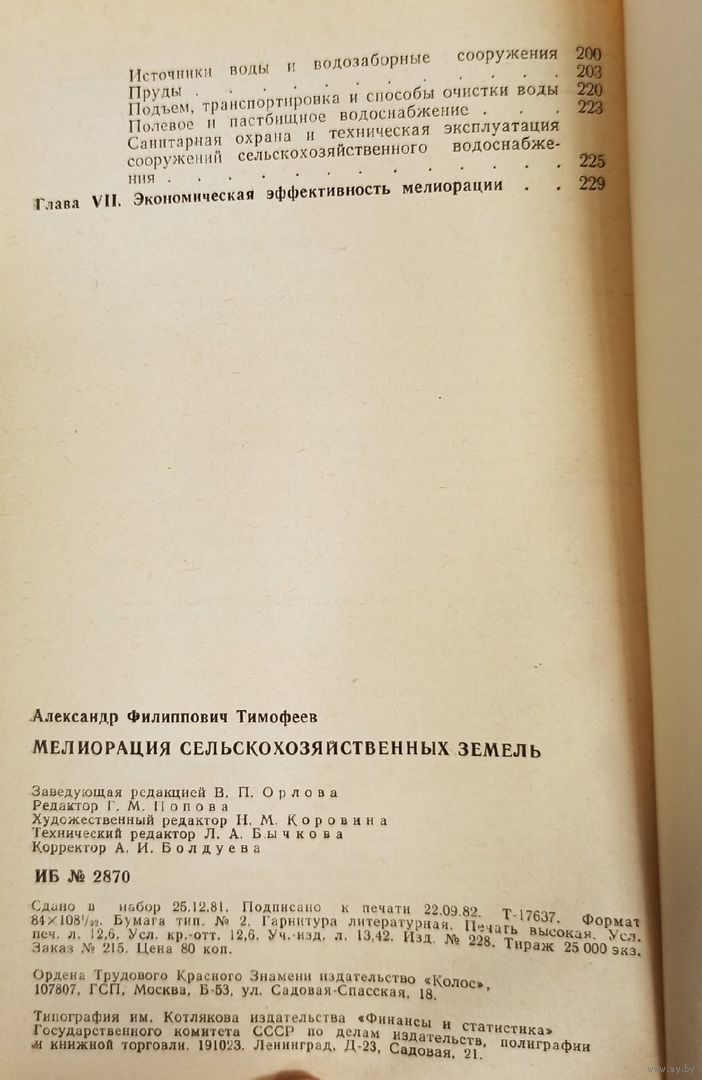 Источники воды и водозаборные сооружения 200
Пруды . . . . . . . . . . . . . 203
Подъем, транспортировка и способы очистки воды 220
Полевое и пастбищное водоснабжение . . . 223
Санитарная охрана и техническая эксплуатация
сооружений сельскохозяйственного водоснабже-
ния . . . . . . . . . . . . . . 225
Глава VII. Экономическая эффективность мелиорации . . 229
Александр Филиппович Тимофеев
МЕЛИОРАЦИЯ СЕЛЬСКОХОЗЯЙСТВЕННЫХ ЗЕМЕЛЬ
Заведующая редакцией В. П. Орлова
Редактор Г. М. Попова
Художественный редактор Н. М. Коровина
Технический редактор Л. А. Бычкова
Корректор А. И. Болдуева
ИБ № 2870
Сдано в набор 25.12.81. Подписано к печати 22.09.82. Т-17637. Формат
84×108¹/₃₂. Бумага тип. № 2. Гарнитура литературная. Печать высокая. Усл.
печ. л. 12,6. Усл. кр.-отт. 12,6. Уч.-изд. л. 13,42. Изд. № 228. Тираж 25 000 экз.
Заказ № 215. Цена 80 коп.
Ордена Трудового Красного Знамени издательство «Колос»,
107807, ГСП, Москва, Б-53, ул. Садовая-Спасская, 18.
Типография им. Котлякова издательства «Финансы и статистика»
Государственного комитета СССР по делам издательств, полиграфии
и книжной торговли. 191023. Ленинград, Д-23, Садовая, 21.
www.ay.by